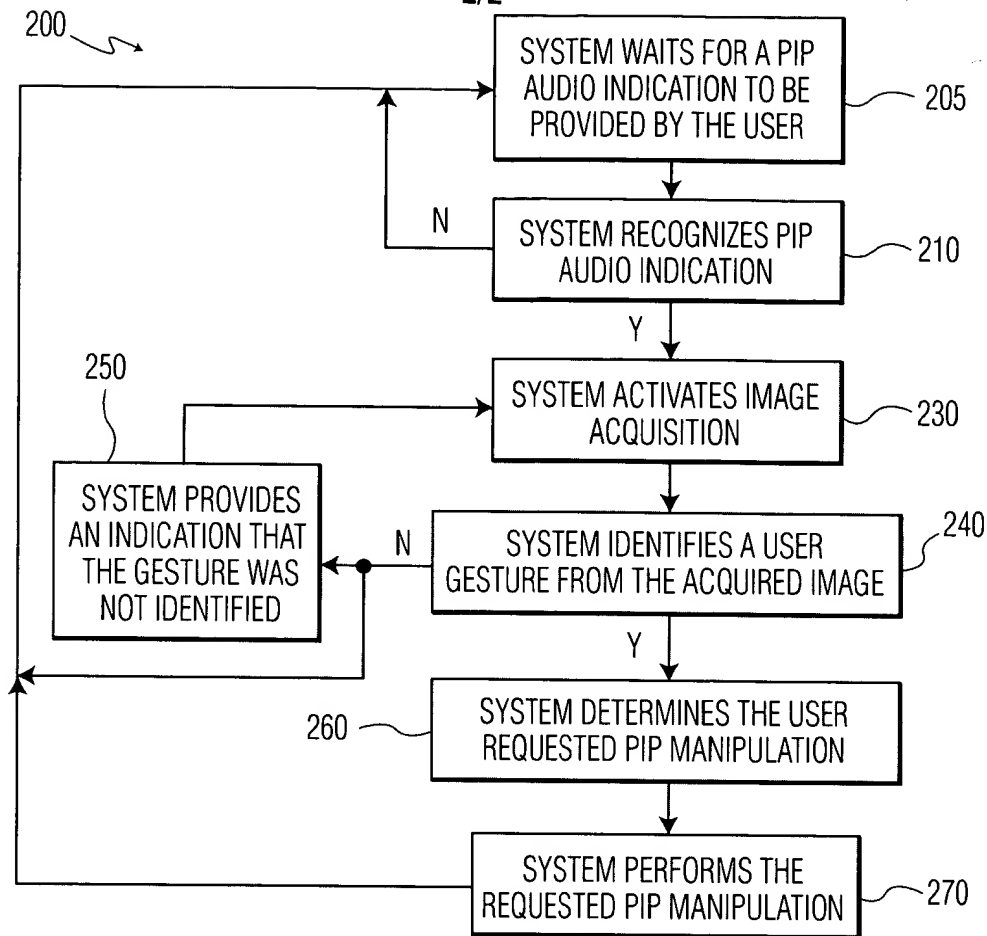 2/2
200
SYSTEM WAITS FOR A PIP
AUDIO INDICATION TO BE
PROVIDED BY THE USER
205
N
SYSTEM RECOGNIZES PIP
AUDIO INDICATION
210
Y
250
SYSTEM ACTIVATES IMAGE
ACQUISITION
230
SYSTEM PROVIDES
AN INDICATION THAT
THE GESTURE WAS
NOT IDENTIFIED
N
SYSTEM IDENTIFIES A USER
GESTURE FROM THE ACQUIRED IMAGE
240
Y
260
SYSTEM DETERMINES THE USER
REQUESTED PIP MANIPULATION
SYSTEM PERFORMS THE
REQUESTED PIP MANIPULATION
270